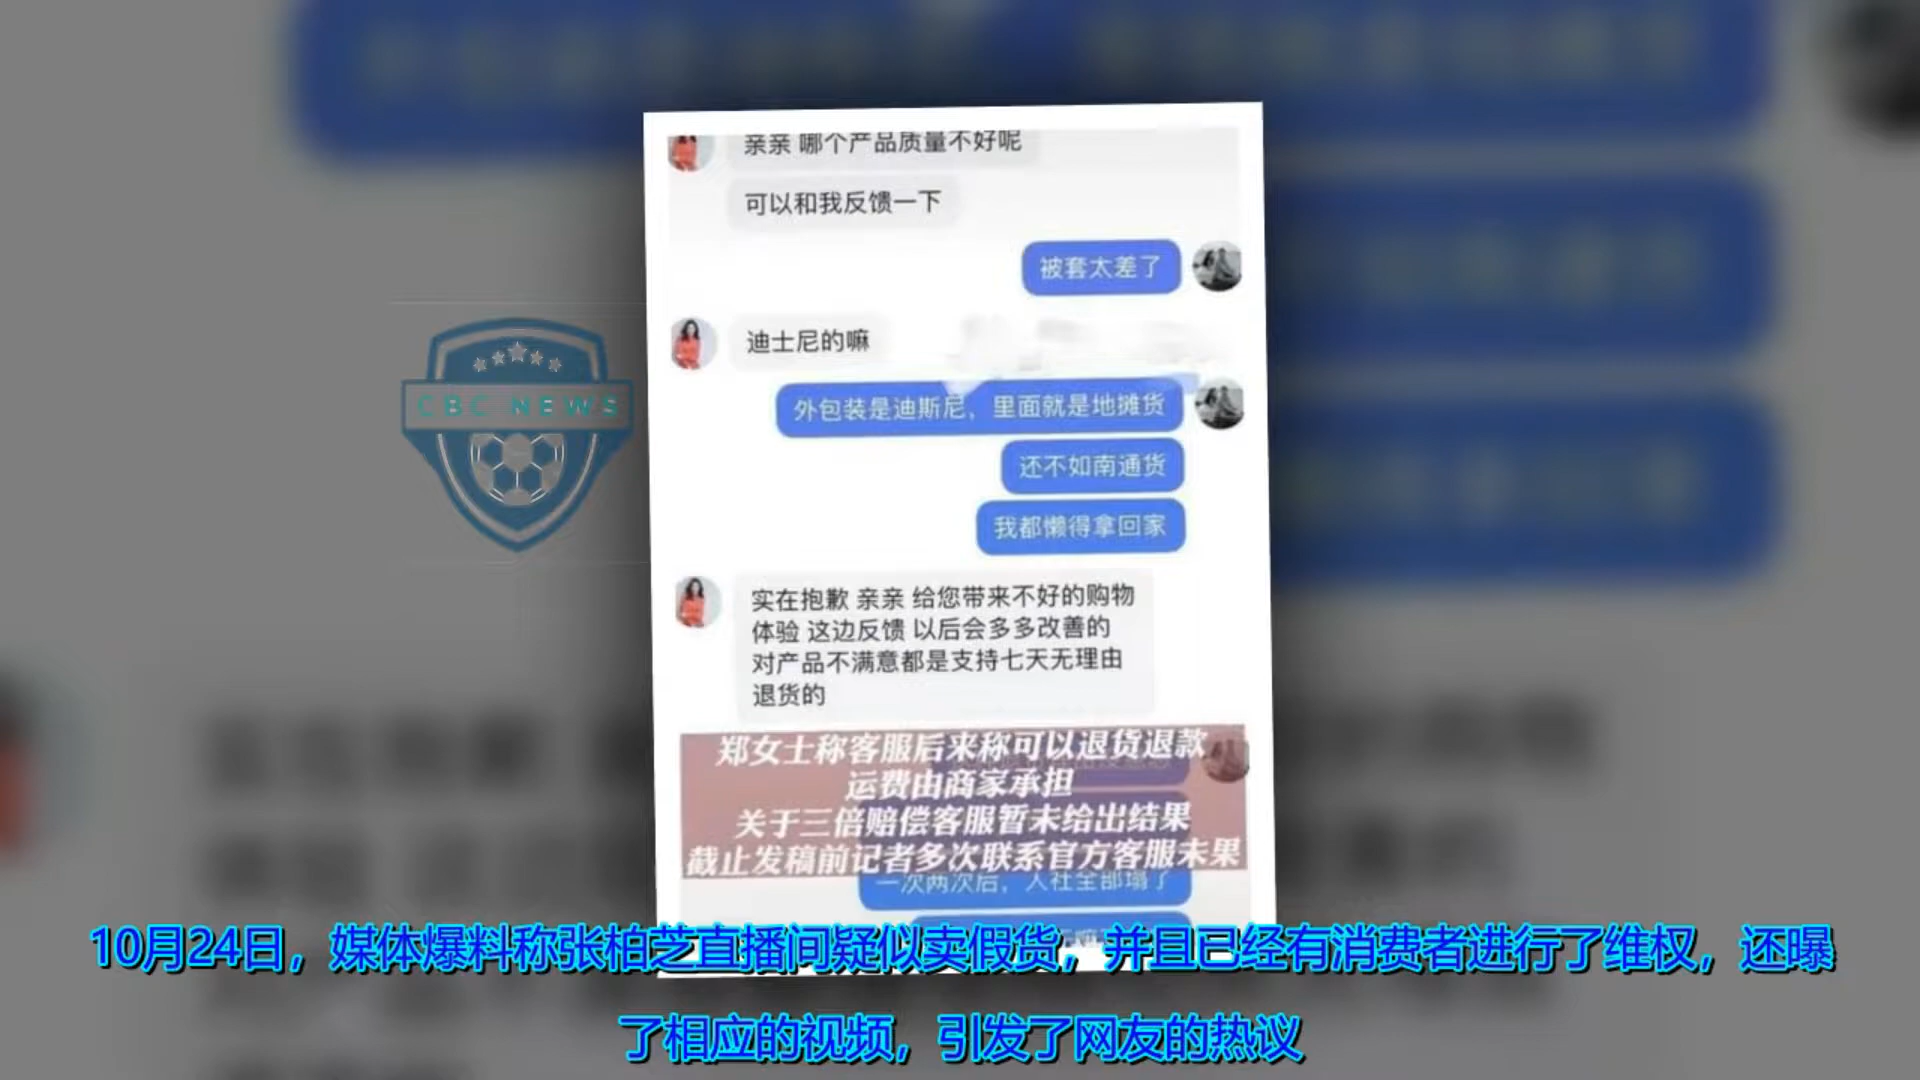 亲亲 哪个产品质量不好呢
可以和我反馈一下
被套太差了
迪士尼的嘛
CBC NEWS
外包装是迪斯尼，里面就是地摊货
还不如南通货
我都懒得拿回家
实在抱歉 亲亲 给您带来不好的购物
体验 这边反馈 以后会多多改善的
对产品不满意都是支持七天无理由
退货的
郑女士称客服后来称可以退货退款
运费由商家承担
关于三倍赔偿客服暂未给出结果
截止发稿前记者多次联系官方客服未果
一次两次后，人社全部塌了
10月24日，媒体爆料称张柏芝直播间疑似卖假货，并且已经有消费者进行了维权，还曝
了相应的视频，引发了网友的热议